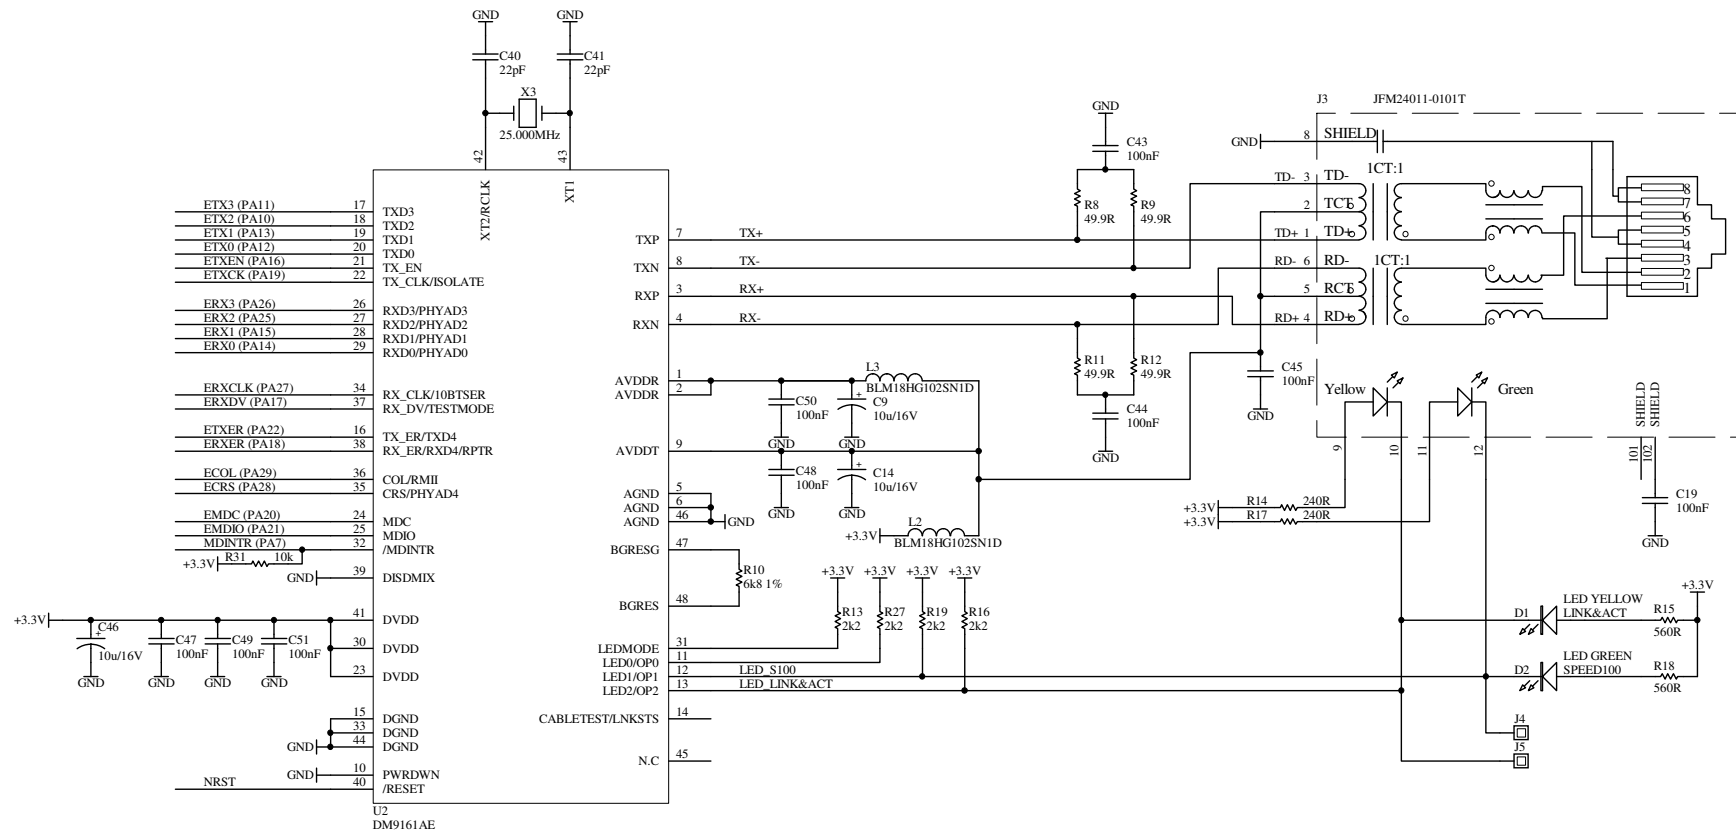 GND GND
C40
22pF
C41
22pF
X3
25.000MHz
42 43
XT2/RCLK XT1
ETX3 (PA11) 17 TXD3
ETX2 (PA10) 18 TXD2
ETX1 (PA13) 19 TXD1
ETX0 (PA12) 20 TXD0
ETXEN (PA16) 21 TX_EN
ETXCK (PA19) 22 TX_CLK/ISOLATE
ERX3 (PA26) 26 RXD3/PHYAD3
ERX2 (PA25) 27 RXD2/PHYAD2
ERX1 (PA15) 28 RXD1/PHYAD1
ERX0 (PA14) 29 RXD0/PHYAD0
ERXCLK (PA27) 34 RX_CLK/10BTSER
ERXDV (PA17) 37 RX_DV/TESTMODE
ETXER (PA22) 16 TX_ER/TXD4
ERXER (PA18) 38 RX_ER/RXD4/RPTR
ECOL (PA29) 36 COL/RMII
ECRS (PA28) 35 CRS/PHYAD4
EMDC (PA20) 24 MDC
EMDIO (PA21) 25 MDIO
MDINTR (PA7) 32 /MDINTR
+3.3V R31 10k
GND 39 DISDMIX
+3.3V 41 DVDD
C46
10u/16V
+
C47
100nF
C49
100nF
C51
100nF
30 DVDD
23 DVDD
GND GND GND GND
15 DGND
33 DGND
GND 44 DGND
GND 10 PWRDWN
NRST 40 /RESET
U2
DM9161AE
TXP 7 TX+
TXN 8 TX-
RXP 3 RX+
RXN 4 RX-
AVDDR 1
AVDDR 2
AVDDT 9
AGND 5
AGND 6
AGND 46 GND
BGRESG 47
BGRES 48
R10
6k8 1%
LEDMODE 31
LED0/OP0 11
LED1/OP1 12 LED_S100
LED2/OP2 13 LED_LINK&ACT
CABLETEST/LNKSTS 14
N.C 45
L3
BLM18HG102SN1D
C50
100nF
+
C9
10u/16V
GND GND
C48
100nF
+
C14
10u/16V
GND GND
L2
+3.3V
BLM18HG102SN1D
+3.3V +3.3V +3.3V +3.3V
R13
2k2
R27
2k2
R19
2k2
R16
2k2
GND
C43
100nF
R8
49.9R
R9
49.9R
R11
49.9R
R12
49.9R
C44
100nF
GND
C45
100nF
GND
J3 JFM24011-0101T
GND 8 SHIELD
TD- 3 TD- 1CT:1
2 TCT
TD+ 1 TD+
RD- 6 RD- 1CT:1
5 RCT
RD+ 4 RD+
8
7
6
5
4
3
2
1
Yellow Green
9 10 11 12
SHIELD
SHIELD
101
102
+3.3V R14 240R
+3.3V R17 240R
C19
100nF
GND
+3.3V
D1
LED YELLOW
LINK&ACT
R15
560R
D2
LED GREEN
SPEED100
R18
560R
J4
J5